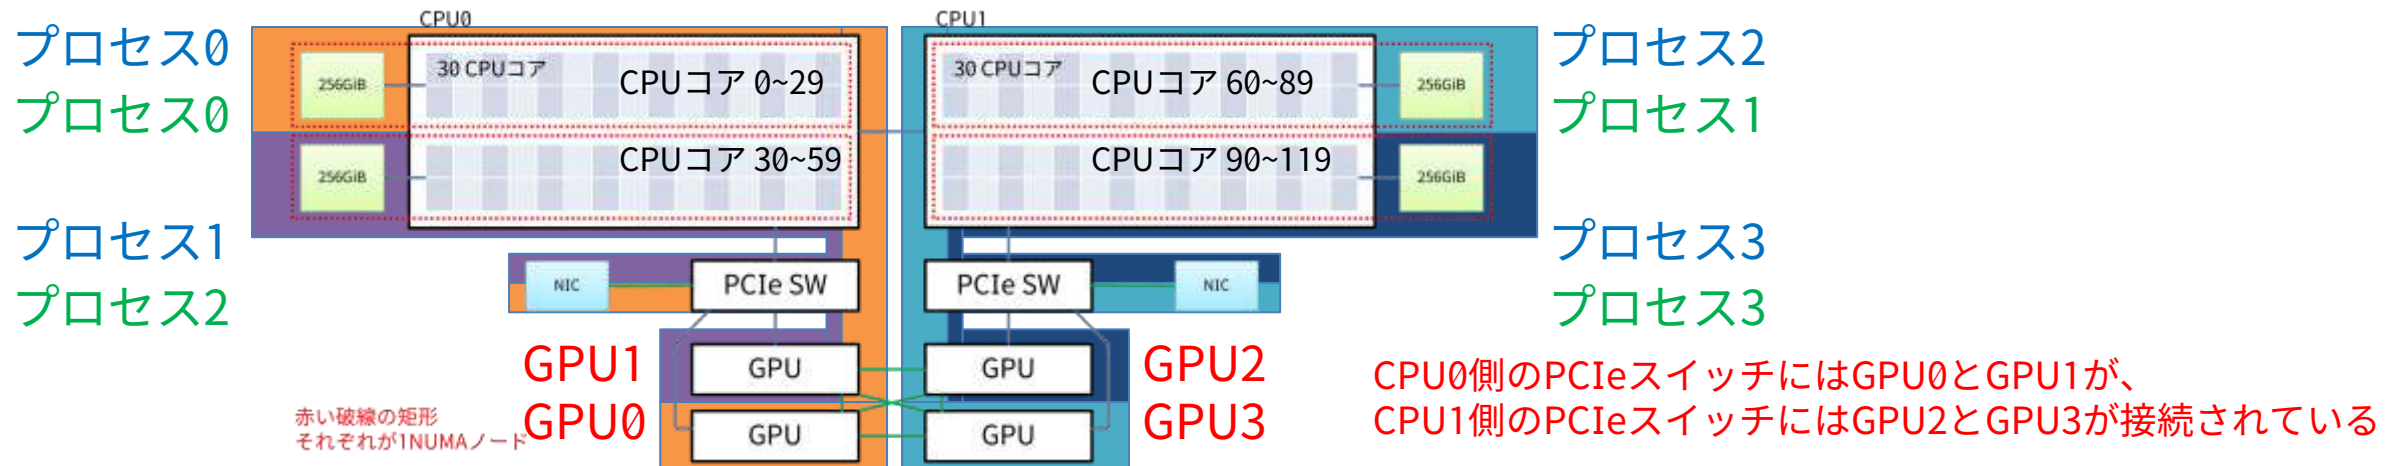 CPU0
CPU1
プロセス0
プロセス0
256GiB
30 CPUコア
CPUコア 0~29
30 CPUコア
CPUコア 60~89
256GiB
プロセス2
プロセス1
256GiB
CPUコア 30~59
CPUコア 90~119
256GiB
プロセス1
プロセス2
プロセス3
プロセス3
NIC
PCIe SW
PCIe SW
NIC
GPU1
GPU
GPU
GPU2
GPU0
GPU
GPU
GPU3
赤い破線の矩形
それぞれが1NUMAノード
CPU0側のPCIeスイッチにはGPU0とGPU1が、
CPU1側のPCIeスイッチにはGPU2とGPU3が接続されている